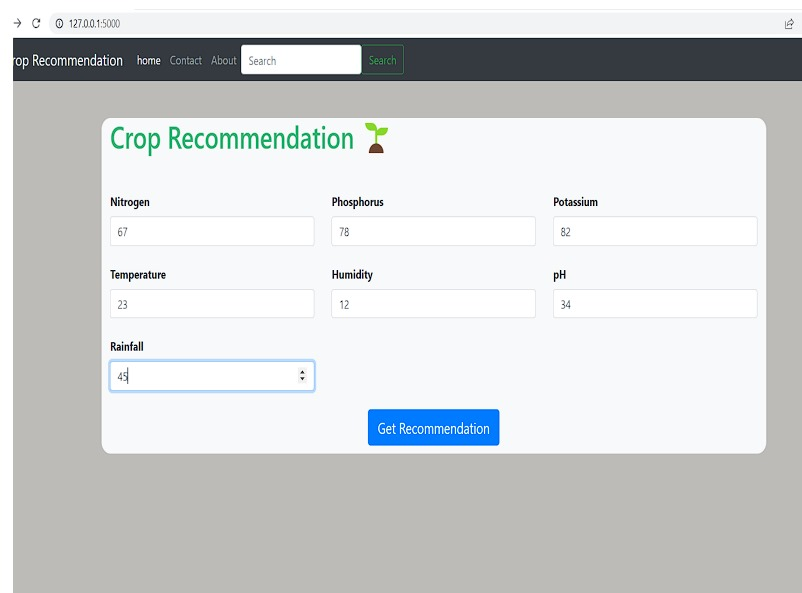 127.0.0.1:5000
rop Recommendation home Contact About Search Search
Crop Recommendation
Nitrogen Phosphorus Potassium
67 78 82
Temperature Humidity pH
23 12 34
Rainfall
45
Get Recommendation